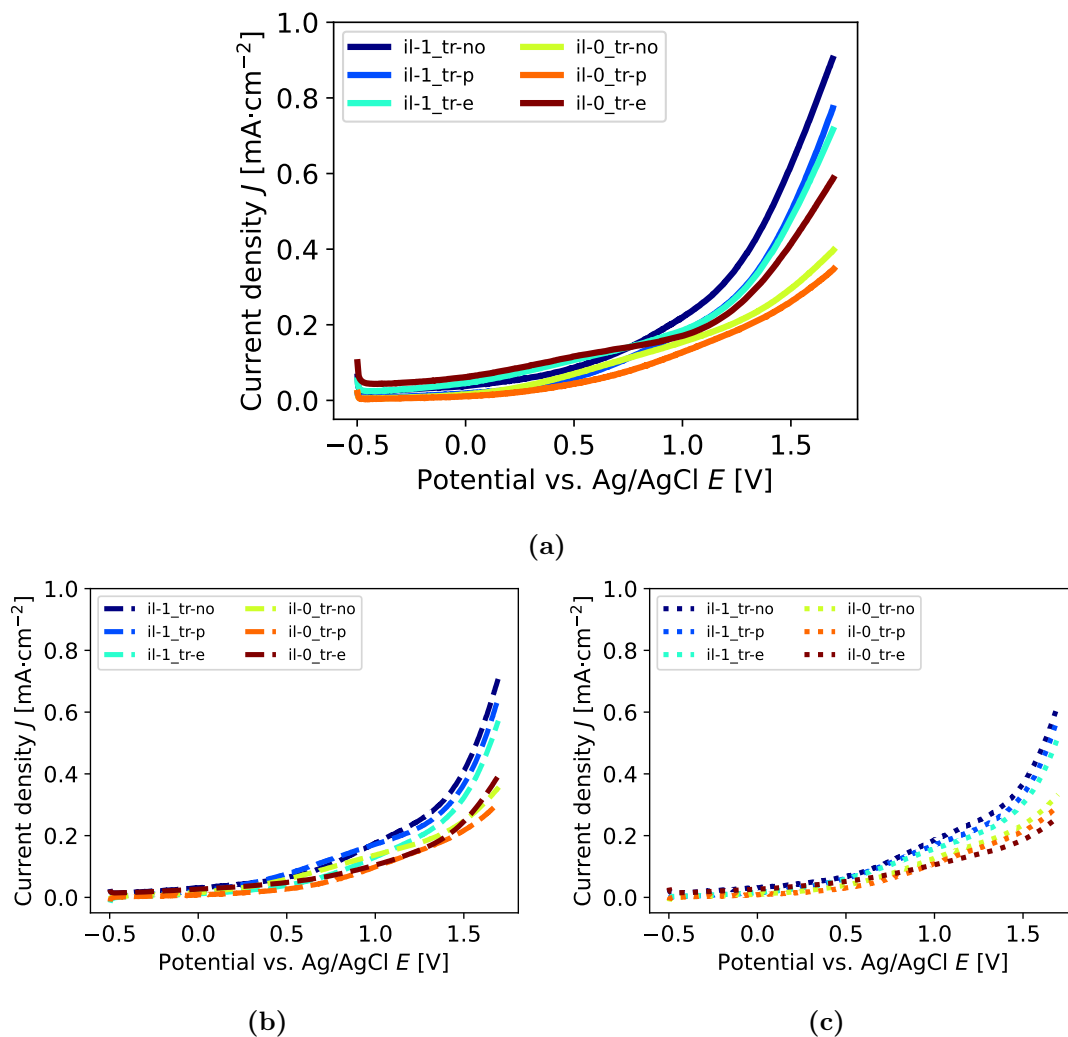 Current density J [mA·cm⁻²]
1.0
0.8
0.6
0.4
0.2
0.0
il-1_tr-no il-0_tr-no
il-1_tr-p il-0_tr-p
il-1_tr-e il-0_tr-e
−0.5 0.0 0.5 1.0 1.5
Potential vs. Ag/AgCl E [V]
(a)
Current density J [mA·cm⁻²]
1.0
0.8
0.6
0.4
0.2
0.0
il-1_tr-no il-0_tr-no
il-1_tr-p il-0_tr-p
il-1_tr-e il-0_tr-e
−0.5 0.0 0.5 1.0 1.5
Potential vs. Ag/AgCl E [V]
(b)
Current density J [mA·cm⁻²]
1.0
0.8
0.6
0.4
0.2
0.0
il-1_tr-no il-0_tr-no
il-1_tr-p il-0_tr-p
il-1_tr-e il-0_tr-e
−0.5 0.0 0.5 1.0 1.5
Potential vs. Ag/AgCl E [V]
(c)